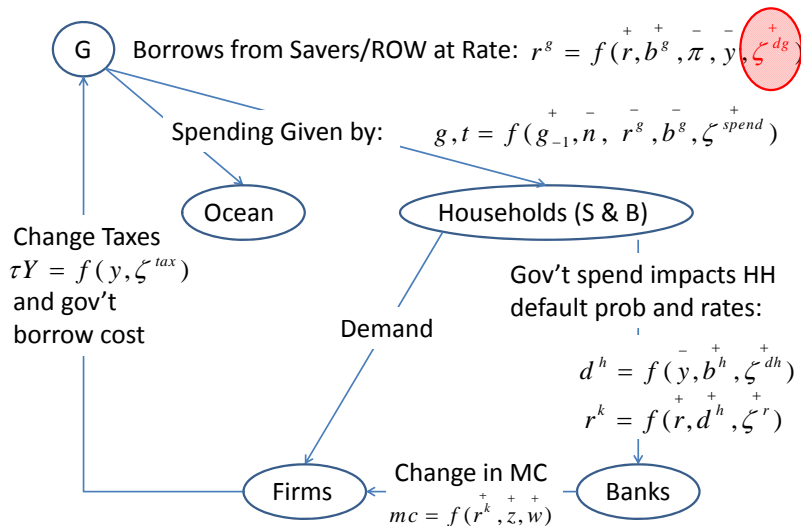 G
Borrows from Savers/ROW at Rate: r^g = f(r⁺, b^g⁺, π⁻, y⁻, ζ^dg⁺)
Spending Given by: g,t = f(g₋₁⁺, n⁻, r^g⁻, b^g⁻, ζ^spend⁺)
Ocean
Households (S & B)
Change Taxes
τY = f(y, ζ^tax)
and gov't
borrow cost
Gov't spend impacts HH
default prob and rates:
Demand
d^h = f(y⁻, b^h⁺, ζ^dh⁺)
r^k = f(r⁺, d^h⁺, ζ^r⁺)
Firms
Change in MC
mc = f(r^k⁺, z⁺, w⁺)
Banks